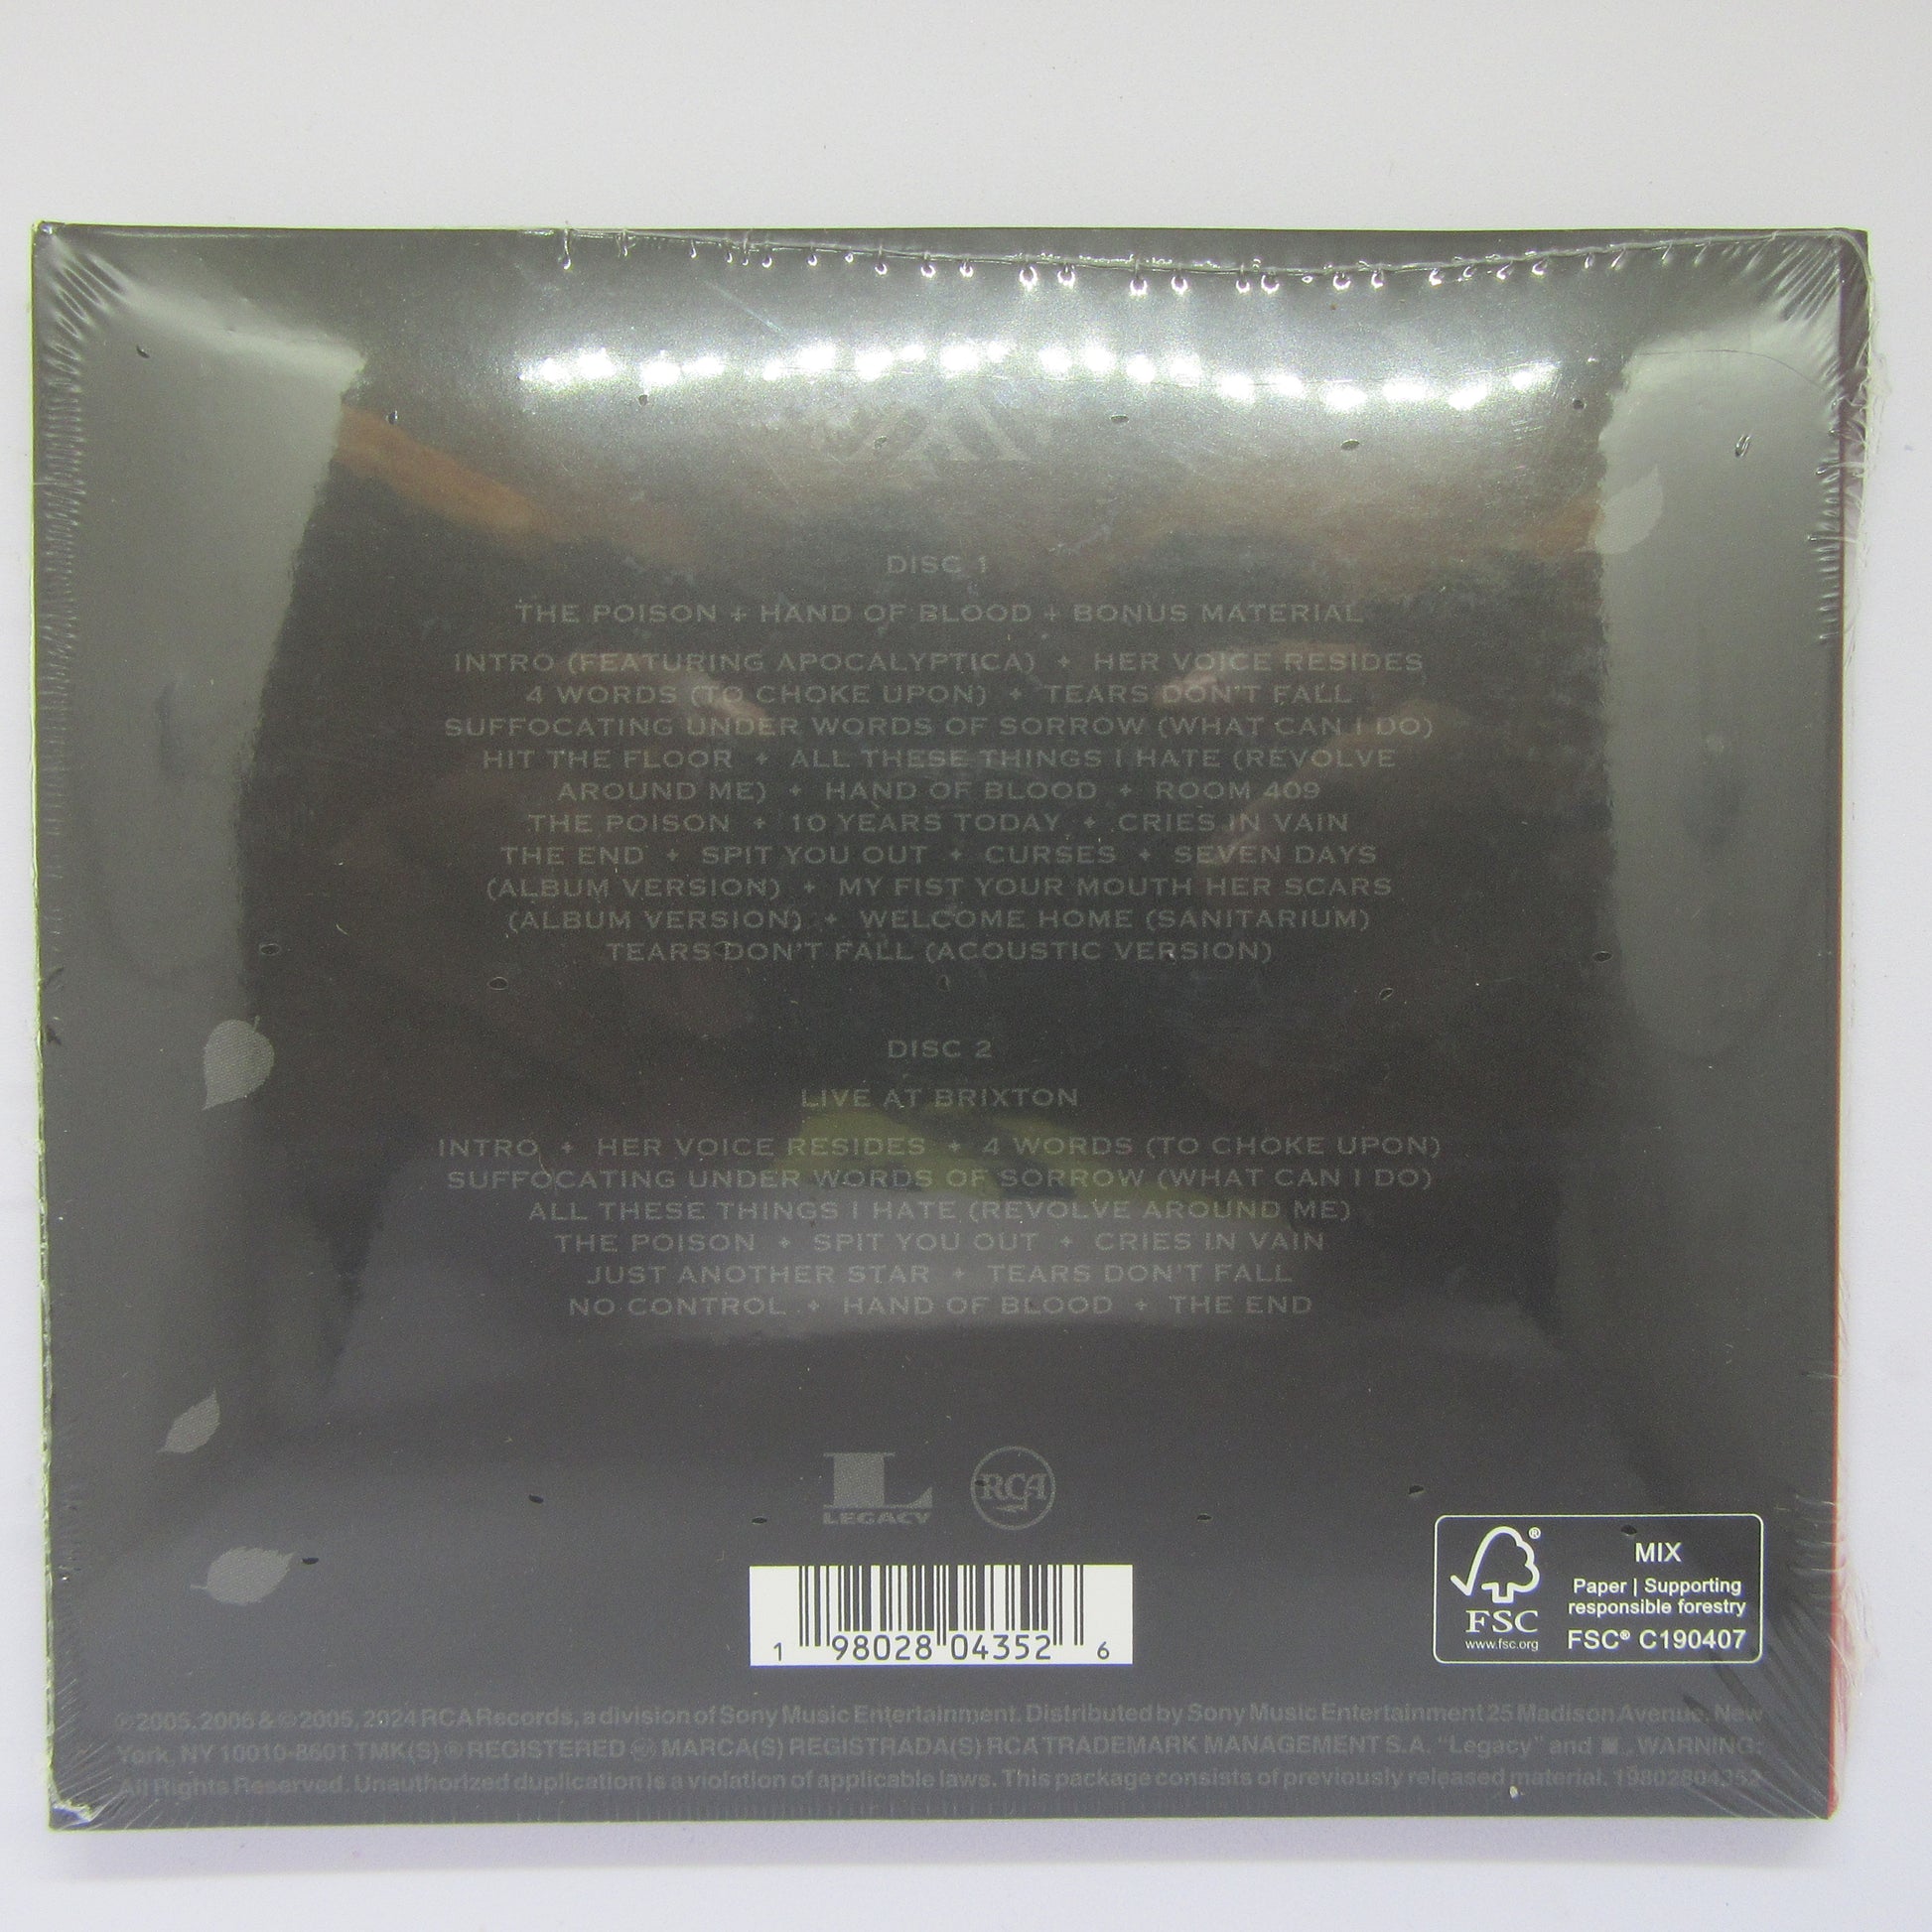 DISC 1
THE POISON + HAND OF BLOOD + BONUS MATERIAL
INTRO (FEATURING APOCALYPTICA) + HER VOICE RESIDES
4 WORDS (TO CHOKE UPON) + TEARS DON'T FALL
SUFFOCATING UNDER WORDS OF SORROW (WHAT CAN I DO)
HIT THE FLOOR + ALL THESE THINGS I HATE (REVOLVE
AROUND ME) + HAND OF BLOOD + ROOM 409
THE POISON + 10 YEARS TODAY + CRIES IN VAIN
THE END + SPIT YOU OUT + CURSES + SEVEN DAYS
(ALBUM VERSION) + MY FIST YOUR MOUTH HER SCARS
(ALBUM VERSION) + WELCOME HOME (SANITARIUM)
TEARS DON'T FALL (ACOUSTIC VERSION)
DISC 2
LIVE AT BRIXTON
INTRO + HER VOICE RESIDES + 4 WORDS (TO CHOKE UPON)
SUFFOCATING UNDER WORDS OF SORROW (WHAT CAN I DO)
ALL THESE THINGS I HATE (REVOLVE AROUND ME)
THE POISON + SPIT YOU OUT + CRIES IN VAIN
JUST ANOTHER STAR + TEARS DON'T FALL
NO CONTROL + HAND OF BLOOD + THE END
L LEGACY RCA
1 98028 04352 6
FSC®
www.fsc.org
MIX
Paper | Supporting
responsible forestry
FSC® C190407
℗ 2005, 2006 & © 2005, 2024 RCA Records, a division of Sony Music Entertainment. Distributed by Sony Music Entertainment 25 Madison Avenue, New
York, NY 10010-8601 TMK(S) ® REGISTERED MARCA(S) REGISTRADA(S) RCA TRADEMARK MANAGEMENT S.A. "Legacy" and WARNING:
All Rights Reserved. Unauthorized duplication is a violation of applicable laws. This package consists of previously released material. 19802804352